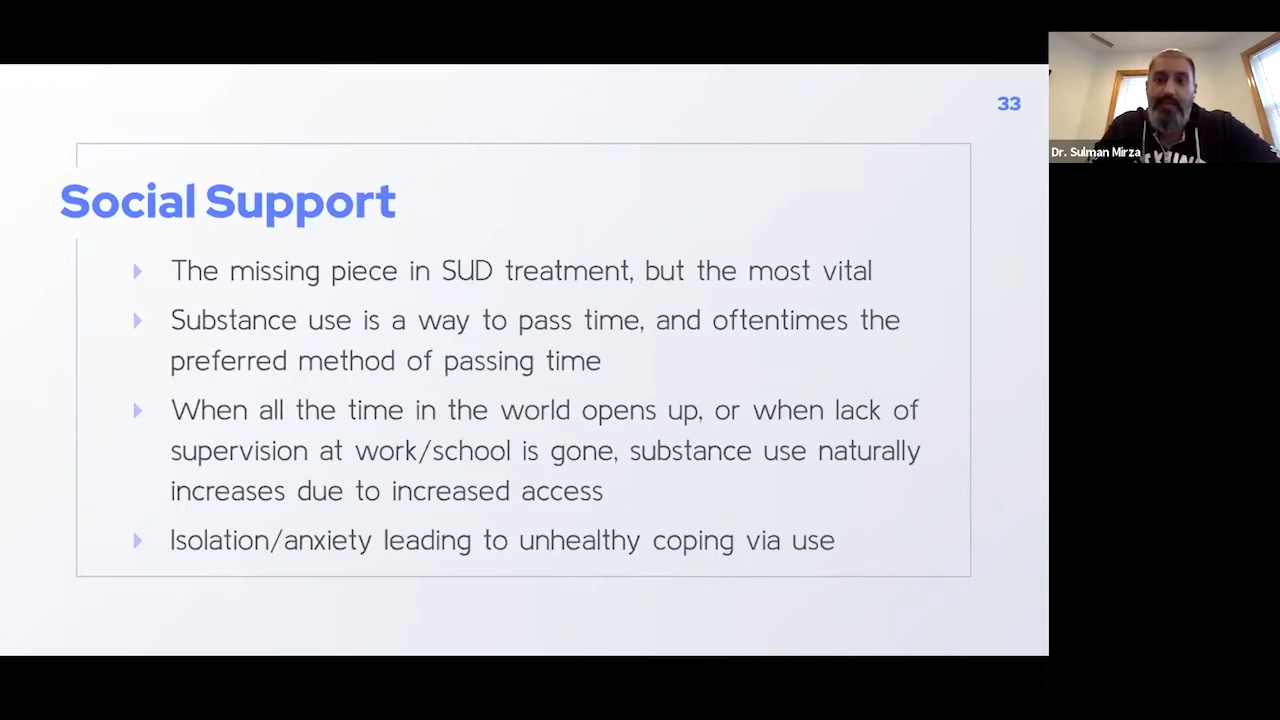 33
Dr. Sulman Mirza
Social Support
The missing piece in SUD treatment, but the most vital
Substance use is a way to pass time, and oftentimes the
preferred method of passing time
When all the time in the world opens up, or when lack of
supervision at work/school is gone, substance use naturally
increases due to increased access
Isolation/anxiety leading to unhealthy coping via use